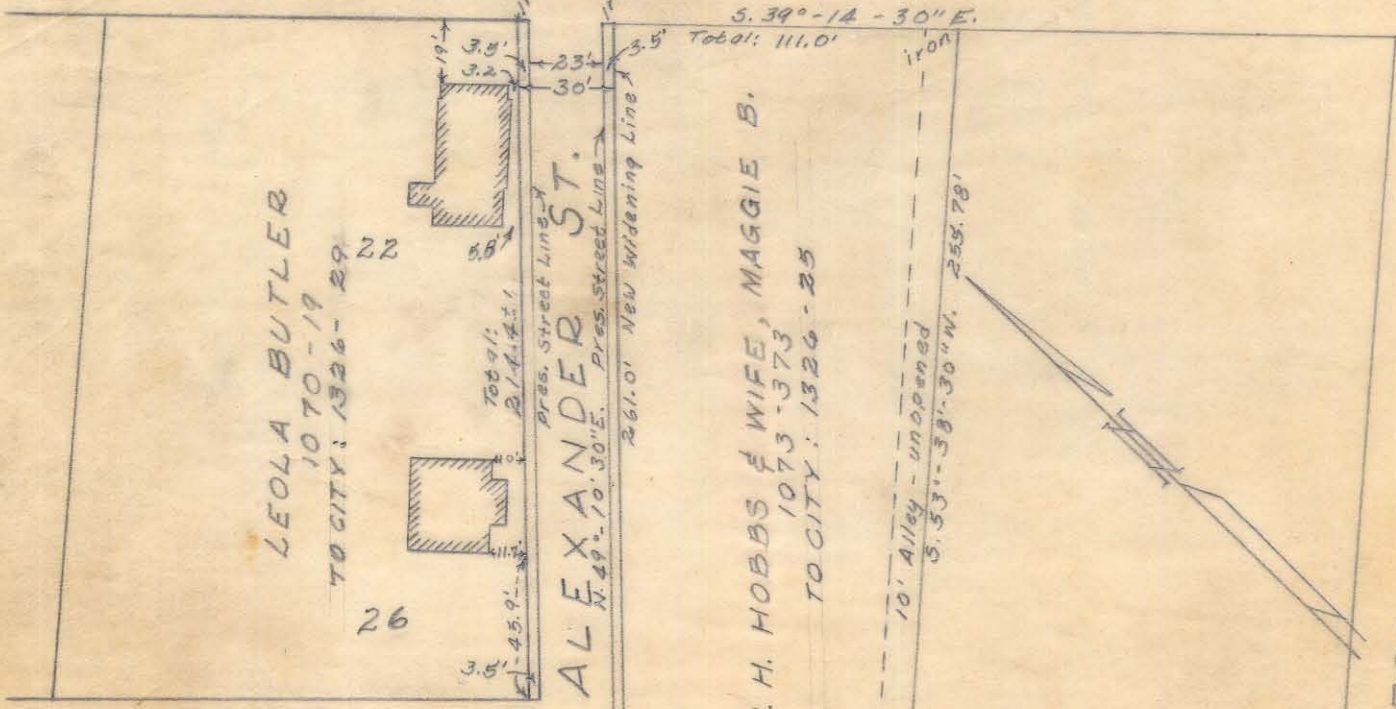 S. 39°-14'-30" E.
Total: 111.0'
iron
19'
3.5'
3.2
23'
30'
3.5'
LEOLA BUTLER
1070-19
TO CITY: 1326-29
22
5.8'
Total:
214.4±
Pres. Street Line
ALEXANDER ST.
N. 49°-10'30"E.
Pres. Street Line
261.0' New Widening Line
H. HOBBS & WIFE, MAGGIE B.
1073-373
TO CITY: 1326-25
10' Alley - unopened
S. 53°-38'-30"W. 255.78'
10'
11.7'
45.9'
3.5'
26